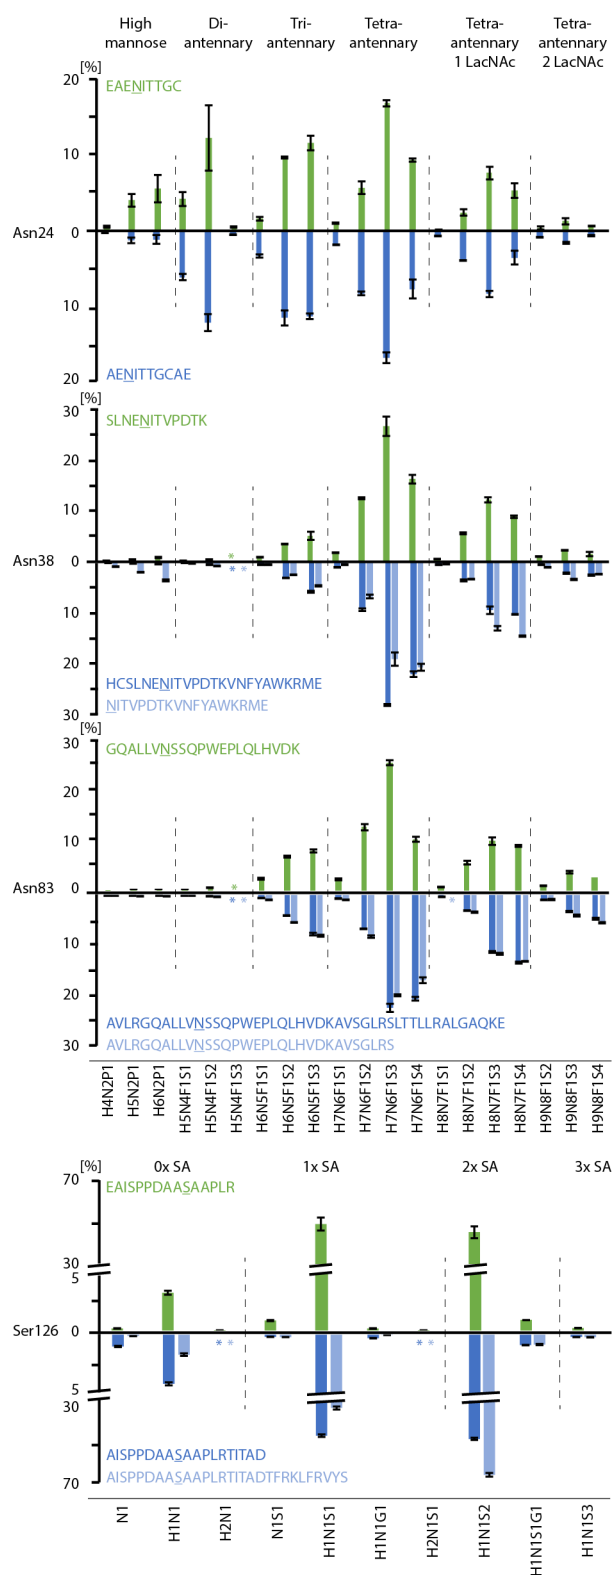 High mannose
Di-antennary
Tri-antennary
Tetra-antennary
Tetra-antennary 1 LacNAc
Tetra-antennary 2 LacNAc
[%]
20
EAENITTGC
10
Asn24
0
10
20
AENITTGCAE
[%]
30
SLNENITVPDTK
20
10
*
Asn38
0
* *
10
20
HCSLNENITVPDTKVNFYAWKRME
NITVPDTKVNFYAWKRME
30
[%]
30
GQALLVNSSQPWEPLQLHVDK
20
10
*
Asn83
0
* * *
10
20
AVLRGQALLVNSSQPWEPLQLHVDKAVSGLRSLTTLLRALGAQKE
AVLRGQALLVNSSQPWEPLQLHVDKAVSGLRS
30
H4N2P1
H5N2P1
H6N2P1
H5N4F1S1
H5N4F1S2
H5N4F1S3
H6N5F1S1
H6N5F1S2
H6N5F1S3
H7N6F1S1
H7N6F1S2
H7N6F1S3
H7N6F1S4
H8N7F1S1
H8N7F1S2
H8N7F1S3
H8N7F1S4
H9N8F1S2
H9N8F1S3
H9N8F1S4
[%]
0x SA
1x SA
2x SA
3x SA
70
EAISPPDAASAAPLR
30
5
Ser126
0
* * * *
5
30
AISPPDAASAAPLRTITAD
AISPPDAASAAPLRTITADTFRKLFRVYS
70
N1
H1N1
H2N1
N1S1
H1N1S1
H1N1G1
H2N1S1
H1N1S2
H1N1S1G1
H1N1S3